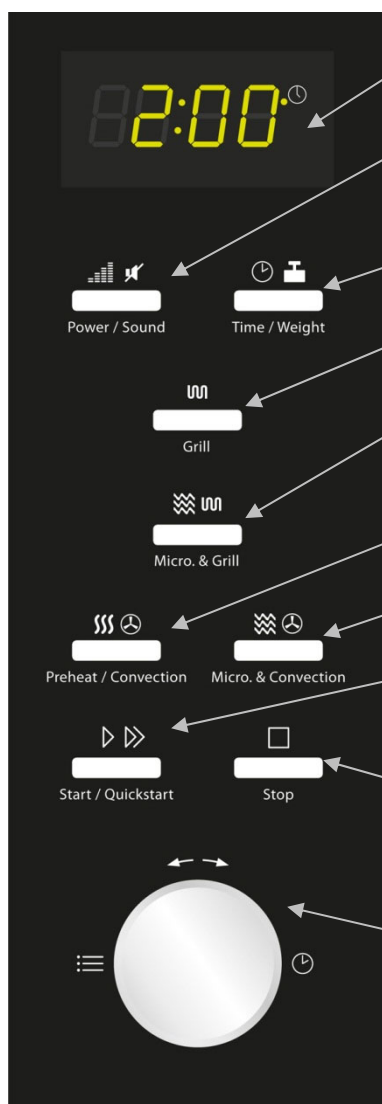 2:00
Power / Sound
Time / Weight
Grill
Micro. & Grill
Preheat / Convection
Micro. & Convection
Start / Quickstart
Stop